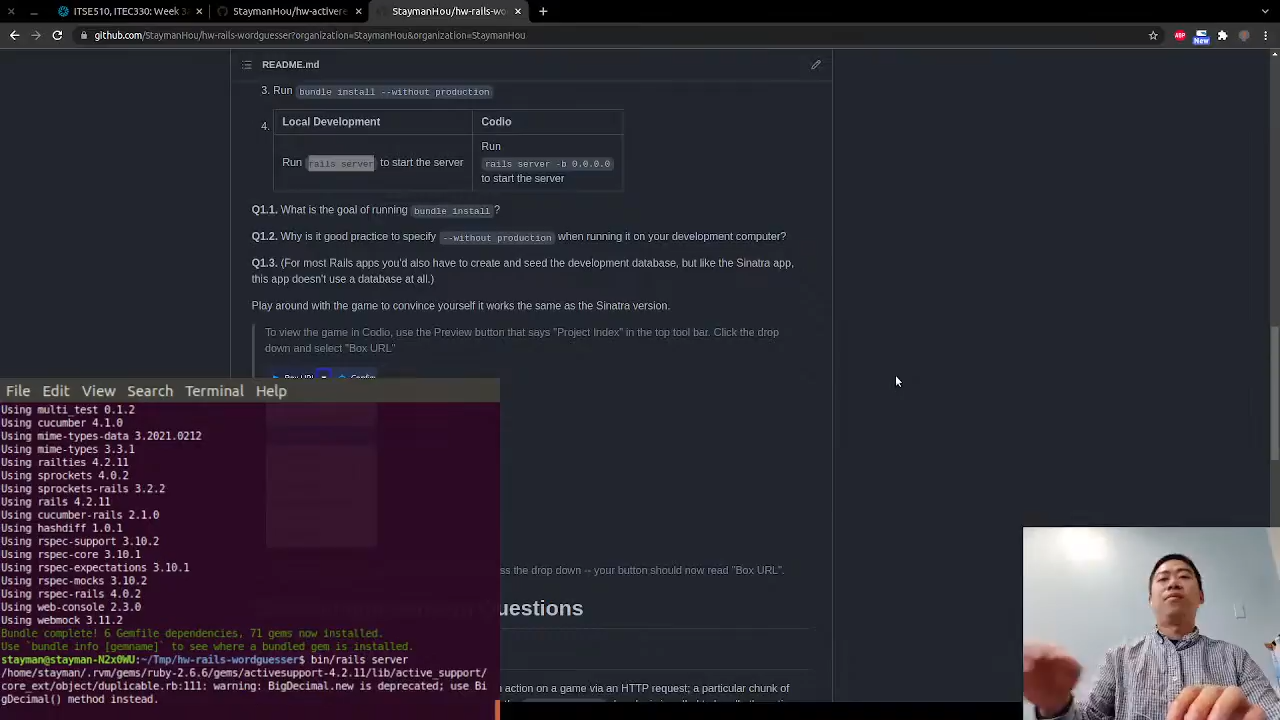 ITSE510, ITEC330: Week 3
StaymanHou/hw-activere
StaymanHou/hw-rails-wo
github.com/StaymanHou/hw-rails-wordguesser?organization=StaymanHou&organization=StaymanHou
ABP
New
README.md
3. Run bundle install --without production
4.
Local Development
Codio
Run rails server to start the server
Run
rails server -b 0.0.0.0
to start the server
Q1.1. What is the goal of running bundle install?
Q1.2. Why is it good practice to specify --without production when running it on your development computer?
Q1.3. (For most Rails apps you'd also have to create and seed the development database, but like the Sinatra app,
this app doesn't use a database at all.)
Play around with the game to convince yourself it works the same as the Sinatra version.
To view the game in Codio, use the Preview button that says "Project Index" in the top tool bar. Click the drop
down and select "Box URL"
ss the drop down -- your button should now read "Box URL".
uestions
n action on a game via an HTTP request; a particular chunk of
File Edit View Search Terminal Help
Using multi_test 0.1.2
Using cucumber 4.1.0
Using mime-types-data 3.2021.0212
Using mime-types 3.3.1
Using railties 4.2.11
Using sprockets 4.0.2
Using sprockets-rails 3.2.2
Using rails 4.2.11
Using cucumber-rails 2.1.0
Using hashdiff 1.0.1
Using rspec-support 3.10.2
Using rspec-core 3.10.1
Using rspec-expectations 3.10.1
Using rspec-mocks 3.10.2
Using rspec-rails 4.0.2
Using web-console 2.3.0
Using webmock 3.11.2
Bundle complete! 6 Gemfile dependencies, 71 gems now installed.
Use `bundle info [gemname]` to see where a bundled gem is installed.
stayman@stayman-N2x0WU:~/Tmp/hw-rails-wordguesser$ bin/rails server
/home/stayman/.rvm/gems/ruby-2.6.6/gems/activesupport-4.2.11/lib/active_support/
core_ext/object/duplicable.rb:111: warning: BigDecimal.new is deprecated; use Bi
gDecimal() method instead.